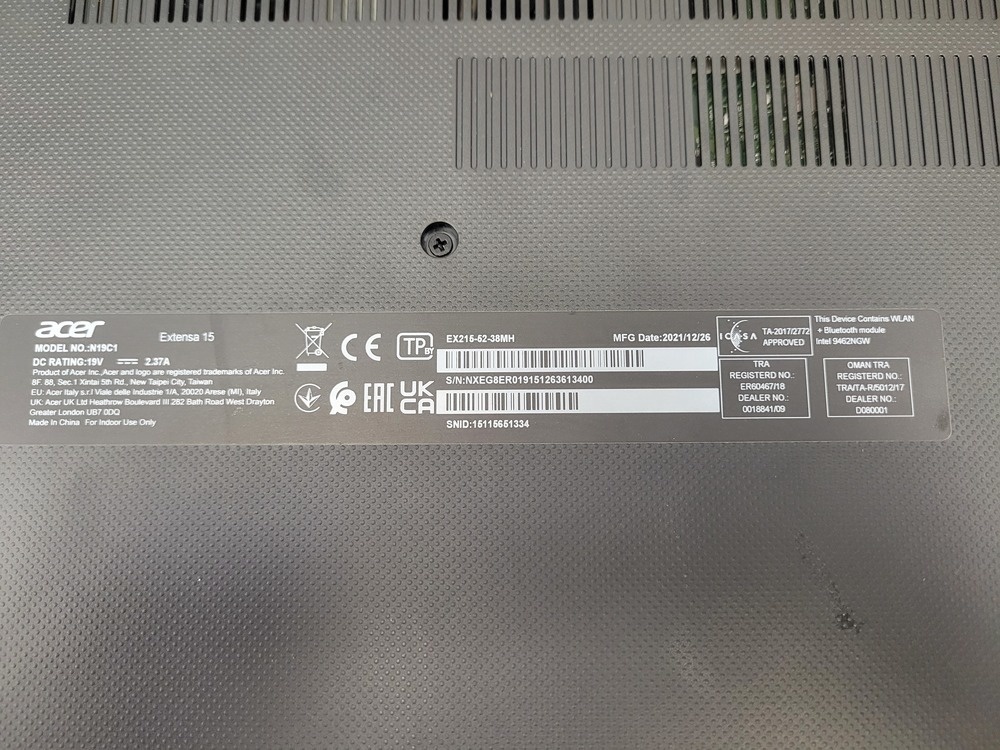 acer
Extensa 15
MODEL NO.:N19C1
DC RATING:19V 2.37A
Product of Acer Inc.,Acer and logo are registered trademarks of Acer Inc.
8F. 88, Sec.1 Xintai 5th Rd., New Taipei City, Taiwan
EU: Acer Italy s.r.l Viale delle Industrie 1/A, 20020 Arese (MI), Italy
UK: Acer UK Ltd Heathrow Boulevard III 282 Bath Road West Drayton
Greater London UB7 0DQ
Made in China For Indoor Use Only
CE
TP BY
EAC
UK
CA
EX215-52-38MH
MFG Date:2021/12/26
S/N:NXEG8ER019151263613400
SNID:15115651334
ICASA
TA-2017/2772
APPROVED
This Device Contains WLAN
+ Bluetooth module
Intel 9462NGW
TRA
REGISTERD NO.:
ER60467/18
DEALER NO.:
0018841/09
OMAN TRA
REGISTERD NO.:
TRA/TA-R/5012/17
DEALER NO.:
D080001